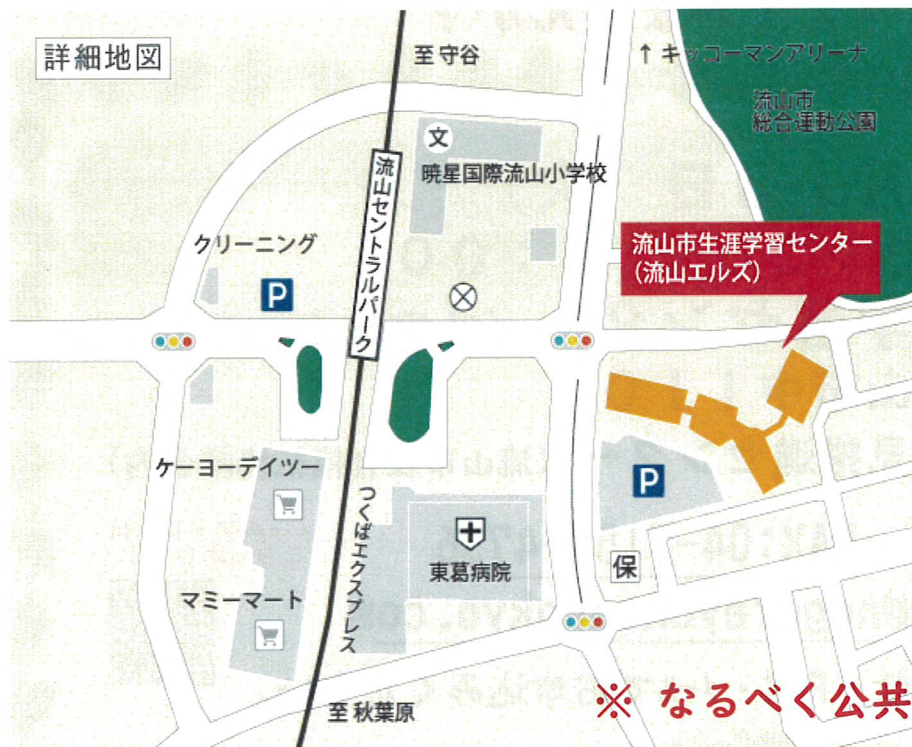 詳細地図
至 守谷
↑ キッコーマンアリーナ
流山市
総合運動公園
文
暁星国際流山小学校
流山セントラルパーク
クリーニング
流山市生涯学習センター
(流山エルズ)
P
ケーヨーデイツー
P
つくばエクスプレス
東葛病院
保
マミーマート
至 秋葉原
※ なるべく公共